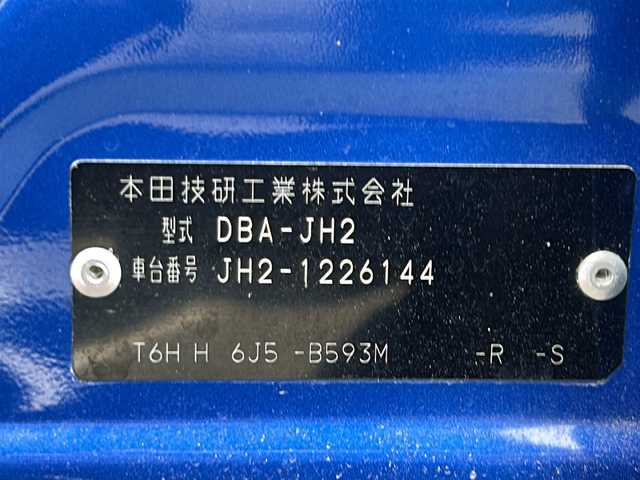 本田技研工業株式会社
型式 DBA-JH2
車台番号 JH2-1226144
T6H H 6J5 -B593M -R -S